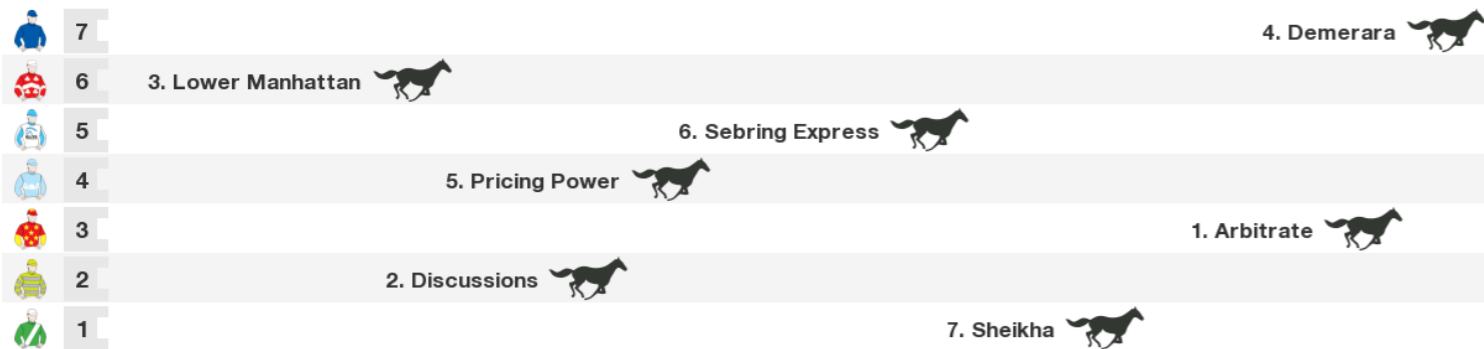 7 4. Demerara
6 3. Lower Manhattan
5 6. Sebring Express
4 5. Pricing Power
3 1. Arbitrate
2 2. Discussions
1 7. Sheikha